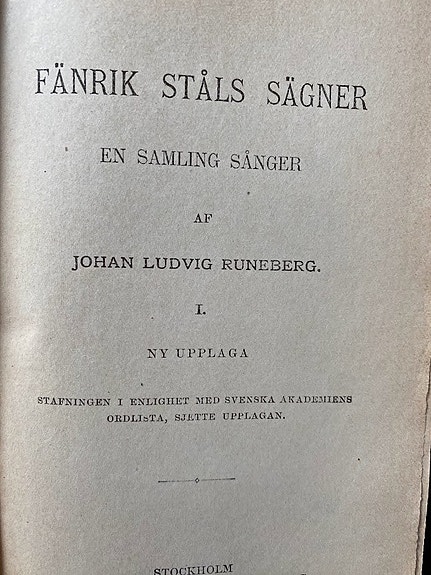 FÄNRIK STÅLS SÄGNER
EN SAMLING SÅNGER
AF
JOHAN LUDVIG RUNEBERG.
I.
NY UPPLAGA
STAFNINGEN I ENLIGHET MED SVENSKA AKADEMIENS
ORDLISTA, SJETTE UPPLAGAN.
STOCKHOLM